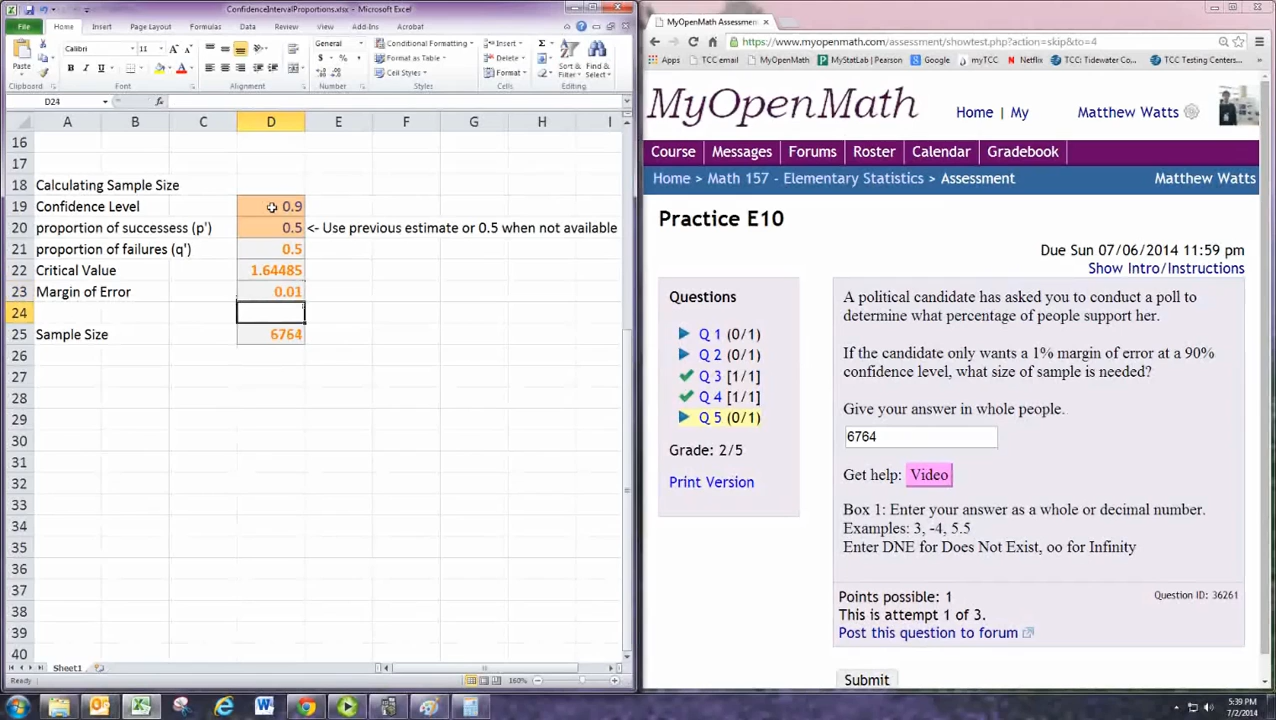 ConfidenceIntervalProportions.xlsx - Microsoft Excel
File Home Insert Page Layout Formulas Data Review View Add-Ins Acrobat
Calibri 11 General Conditional Formatting Insert
Paste Format as Table Delete Sort & Find &
Cell Styles Format Filter Select
Clipboard Font Alignment Number Styles Cells Editing
D24 fx
A B C D E F G H I
16
17
18 Calculating Sample Size
19 Confidence Level 0.9
20 proportion of successess (p') 0.5 <- Use previous estimate or 0.5 when not available
21 proportion of failures (q') 0.5
22 Critical Value 1.64485
23 Margin of Error 0.01
24
25 Sample Size 6764
26
27
28
29
30
31
32
33
34
35
36
37
38
39
40
Sheet1
Ready 160%
MyOpenMath Assessmen
https://www.myopenmath.com/assessment/showtest.php?action=skip&to=4
Apps TCC email MyOpenMath MyStatLab | Pearson Google myTCC Netflix TCC: Tidewater Co... TCC Testing Centers...
MyOpenMath
Home | My Matthew Watts
Course Messages Forums Roster Calendar Gradebook
Home > Math 157 - Elementary Statistics > Assessment Matthew Watts
Practice E10
Due Sun 07/06/2014 11:59 pm
Show Intro/Instructions
Questions
Q 1 (0/1)
Q 2 (0/1)
Q 3 [1/1]
Q 4 [1/1]
Q 5 (0/1)
Grade: 2/5
Print Version
A political candidate has asked you to conduct a poll to
determine what percentage of people support her.
If the candidate only wants a 1% margin of error at a 90%
confidence level, what size of sample is needed?
Give your answer in whole people.
6764
Get help: Video
Box 1: Enter your answer as a whole or decimal number.
Examples: 3, -4, 5.5
Enter DNE for Does Not Exist, oo for Infinity
Points possible: 1 Question ID: 36261
This is attempt 1 of 3.
Post this question to forum
Submit
5:39 PM
7/2/2014